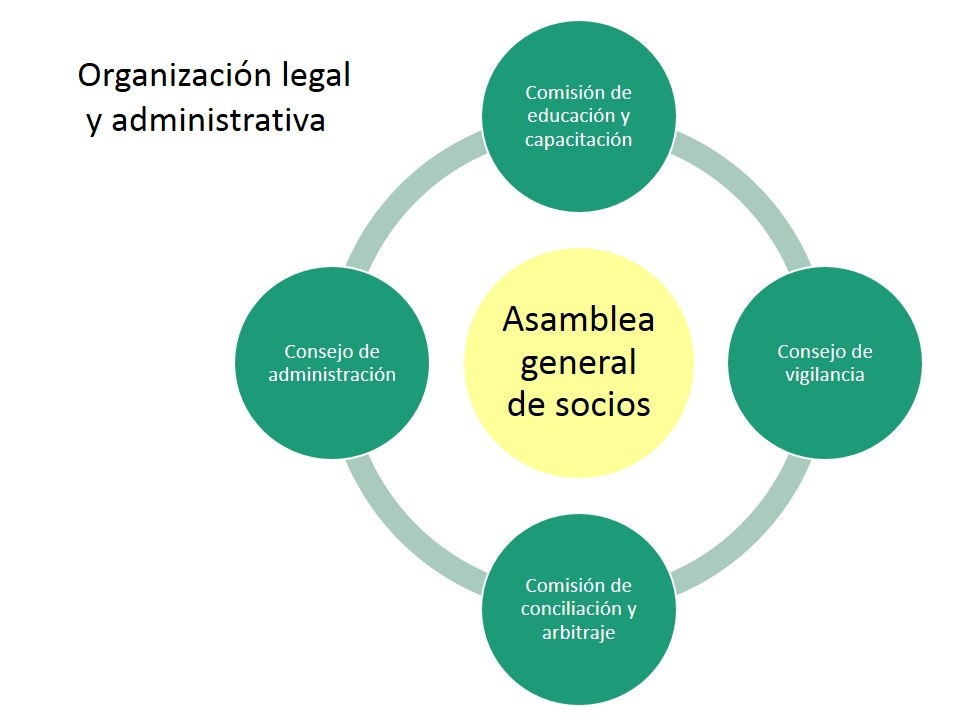 Organización legal
y administrativa
Comisión de
educación y
capacitación
Consejo de
administración
Asamblea
general
de socios
Consejo de
vigilancia
Comisión de
conciliación y
arbitraje